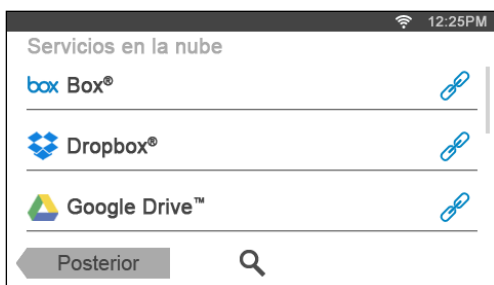 12:25PM
Servicios en la nube
box Box®
Dropbox®
Google Drive™
Posterior